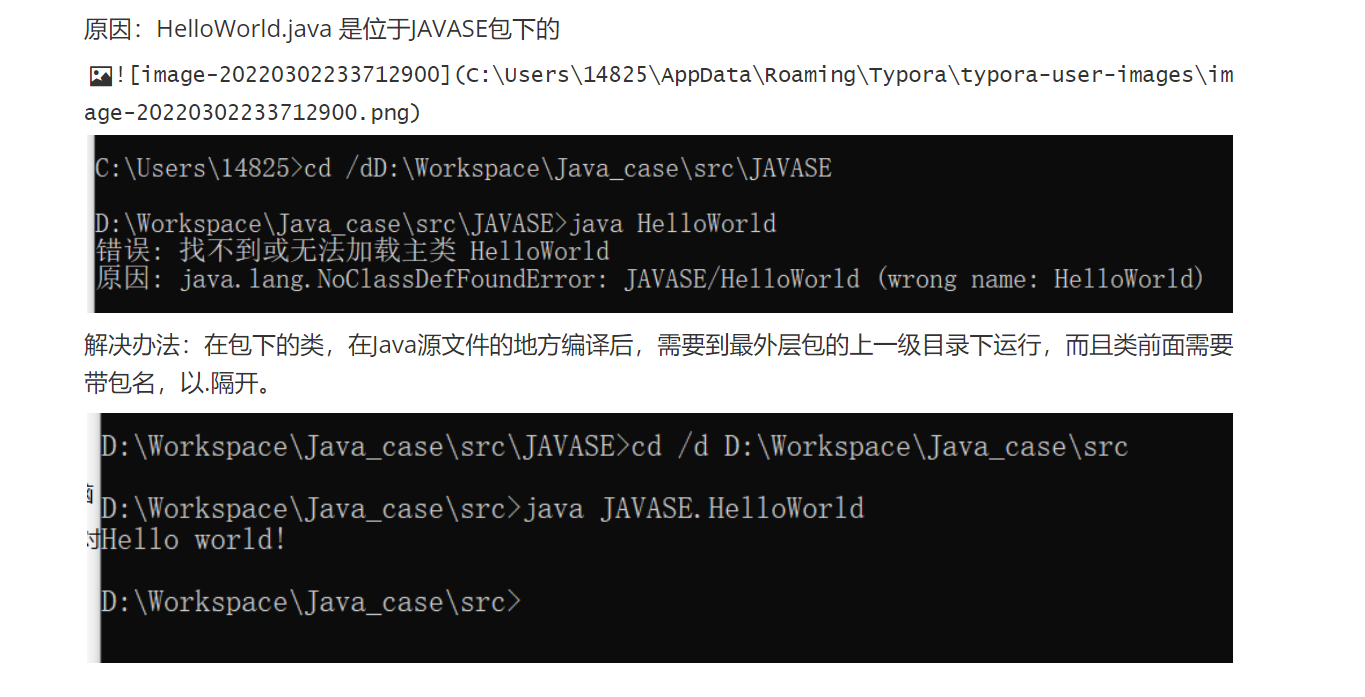 原因：HelloWorld.java 是位于JAVASE包下的
![image-20220302233712900](C:\Users\14825\AppData\Roaming\Typora\typora-user-images\im
age-20220302233712900.png)
C:\Users\14825>cd /dD:\Workspace\Java_case\src\JAVASE
D:\Workspace\Java_case\src\JAVASE>java HelloWorld
错误: 找不到或无法加载主类 HelloWorld
原因: java.lang.NoClassDefFoundError: JAVASE/HelloWorld (wrong name: HelloWorld)
解决办法：在包下的类，在Java源文件的地方编译后，需要到最外层包的上一级目录下运行，而且类前面需要
带包名，以.隔开。
D:\Workspace\Java_case\src\JAVASE>cd /d D:\Workspace\Java_case\src
D:\Workspace\Java_case\src>java JAVASE.HelloWorld
Hello world!
D:\Workspace\Java_case\src>